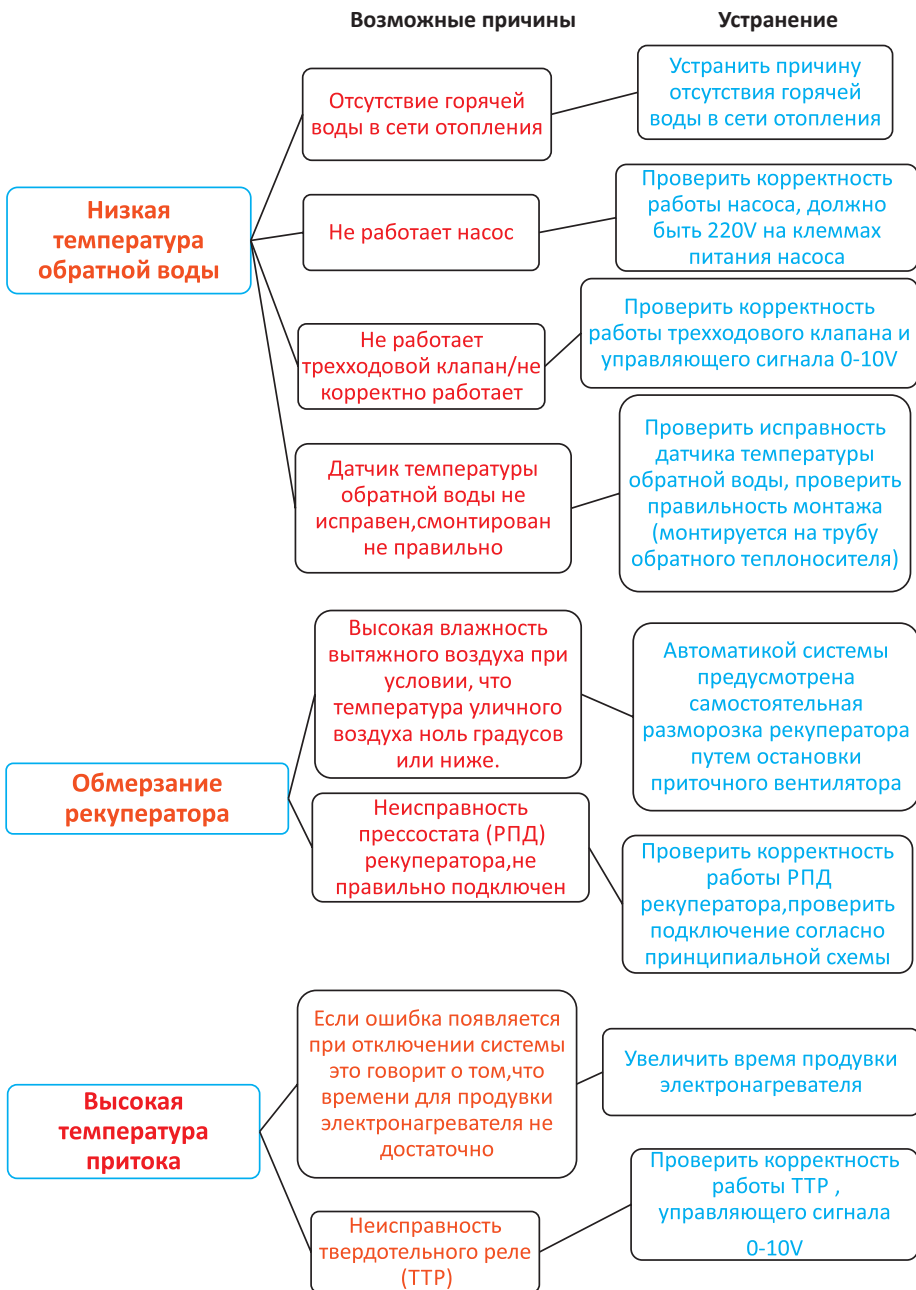 Возможные причины
Устранение
Низкая
температура
обратной воды
Отсутствие горячей
воды в сети отопления
Устранить причину
отсутствия горячей
воды в сети отопления
Не работает насос
Проверить корректность
работы насоса, должно
быть 220V на клеммах
питания насоса
Не работает
трехходовой клапан/не
корректно работает
Проверить корректность
работы трехходового клапана и
управляющего сигнала 0-10V
Датчик температуры
обратной воды не
исправен,смонтирован
не правильно
Проверить исправность
датчика температуры
обратной воды, проверить
правильность монтажа
(монтируется на трубу
обратного теплоносителя)
Обмерзание
рекуператора
Высокая влажность
вытяжного воздуха при
условии, что
температура уличного
воздуха ноль градусов
или ниже.
Автоматикой системы
предусмотрена
самостоятельная
разморозка рекуператора
путем остановки
приточного вентилятора
Неисправность
прессостата (РПД)
рекуператора,не
правильно подключен
Проверить корректность
работы РПД
рекуператора,проверить
подключение согласно
принципиальной схемы
Высокая
температура
притока
Если ошибка появляется
при отключении системы
это говорит о том,что
времени для продувки
электронагревателя не
достаточно
Увеличить время продувки
электронагревателя
Неисправность
твердотельного реле
(ТТР)
Проверить корректность
работы ТТР ,
управляющего сигнала
0-10V